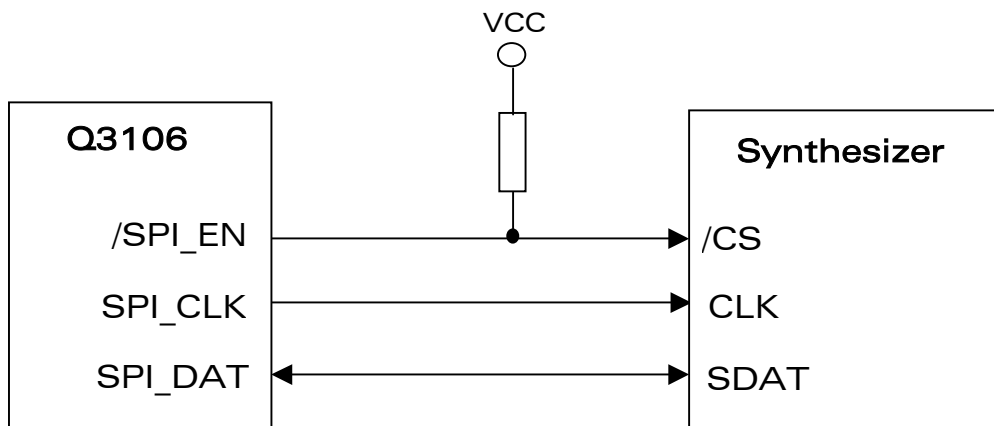 VCC
Q3106
Synthesizer
/SPI_EN
/CS
SPI_CLK
CLK
SPI_DAT
SDAT